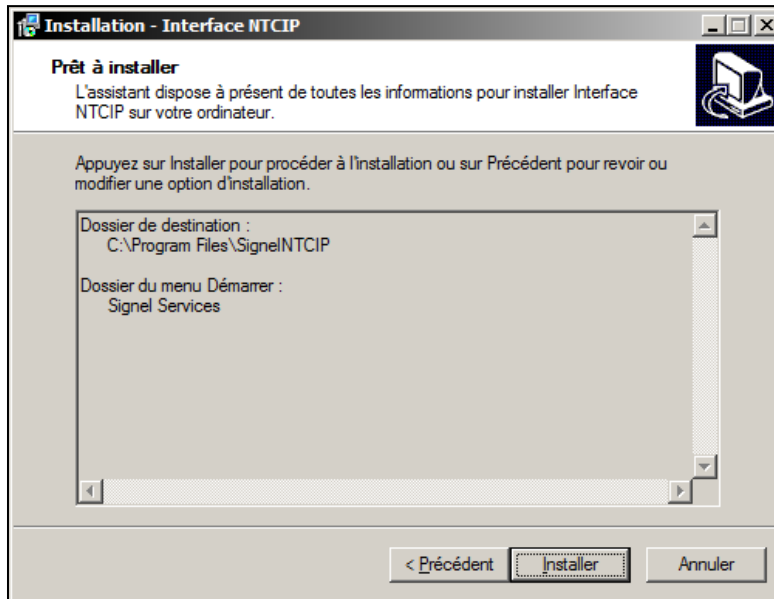 Installation - Interface NTCIP
Prêt à installer
L'assistant dispose à présent de toutes les informations pour installer Interface
NTCIP sur votre ordinateur.
Appuyez sur Installer pour procéder à l'installation ou sur Précédent pour revoir ou
modifier une option d'installation.
Dossier de destination :
C:\Program Files\SignelNTCIP
Dossier du menu Démarrer :
Signel Services
< Précédent
Installer
Annuler